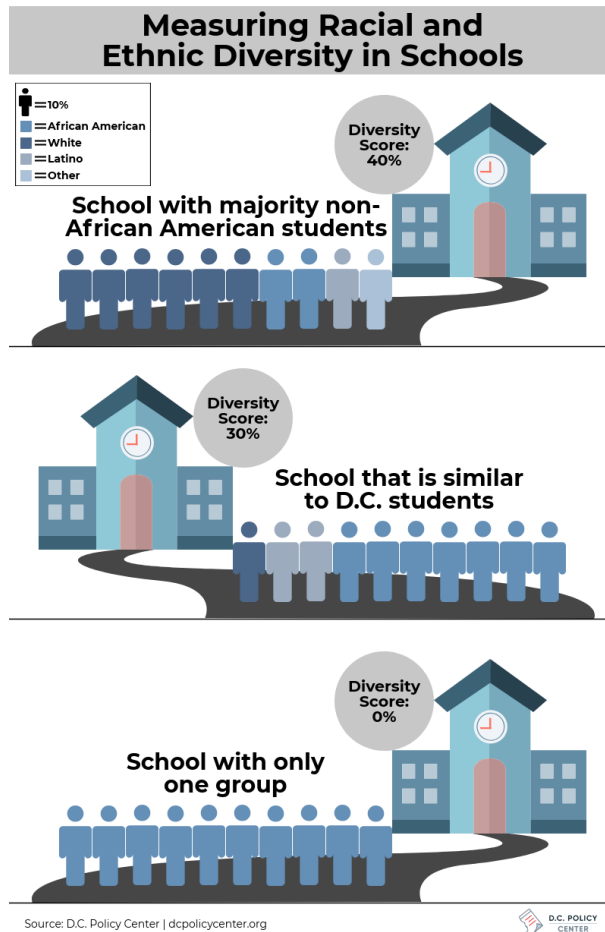 Measuring Racial and
Ethnic Diversity in Schools
=10%
=African American
=White
=Latino
=Other
Diversity
Score:
40%
School with majority non-
African American students
Diversity
Score:
30%
School that is similar
to D.C. students
Diversity
Score:
0%
School with only
one group
Source: D.C. Policy Center | dcpolicycenter.org
D.C. POLICY
CENTER